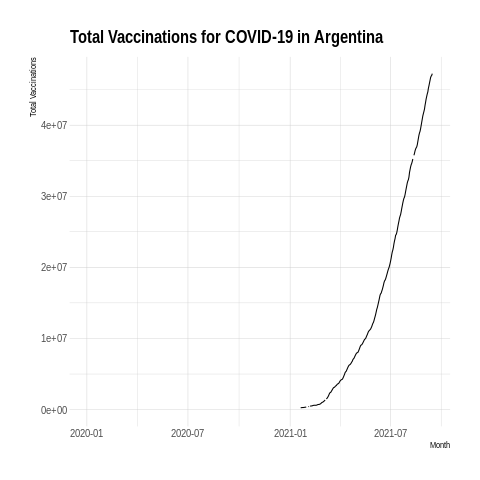 Total Vaccinations for COVID-19 in Argentina
Total Vaccinations
4e+07
3e+07
2e+07
1e+07
0e+00
2020-01 2020-07 2021-01 2021-07
Month